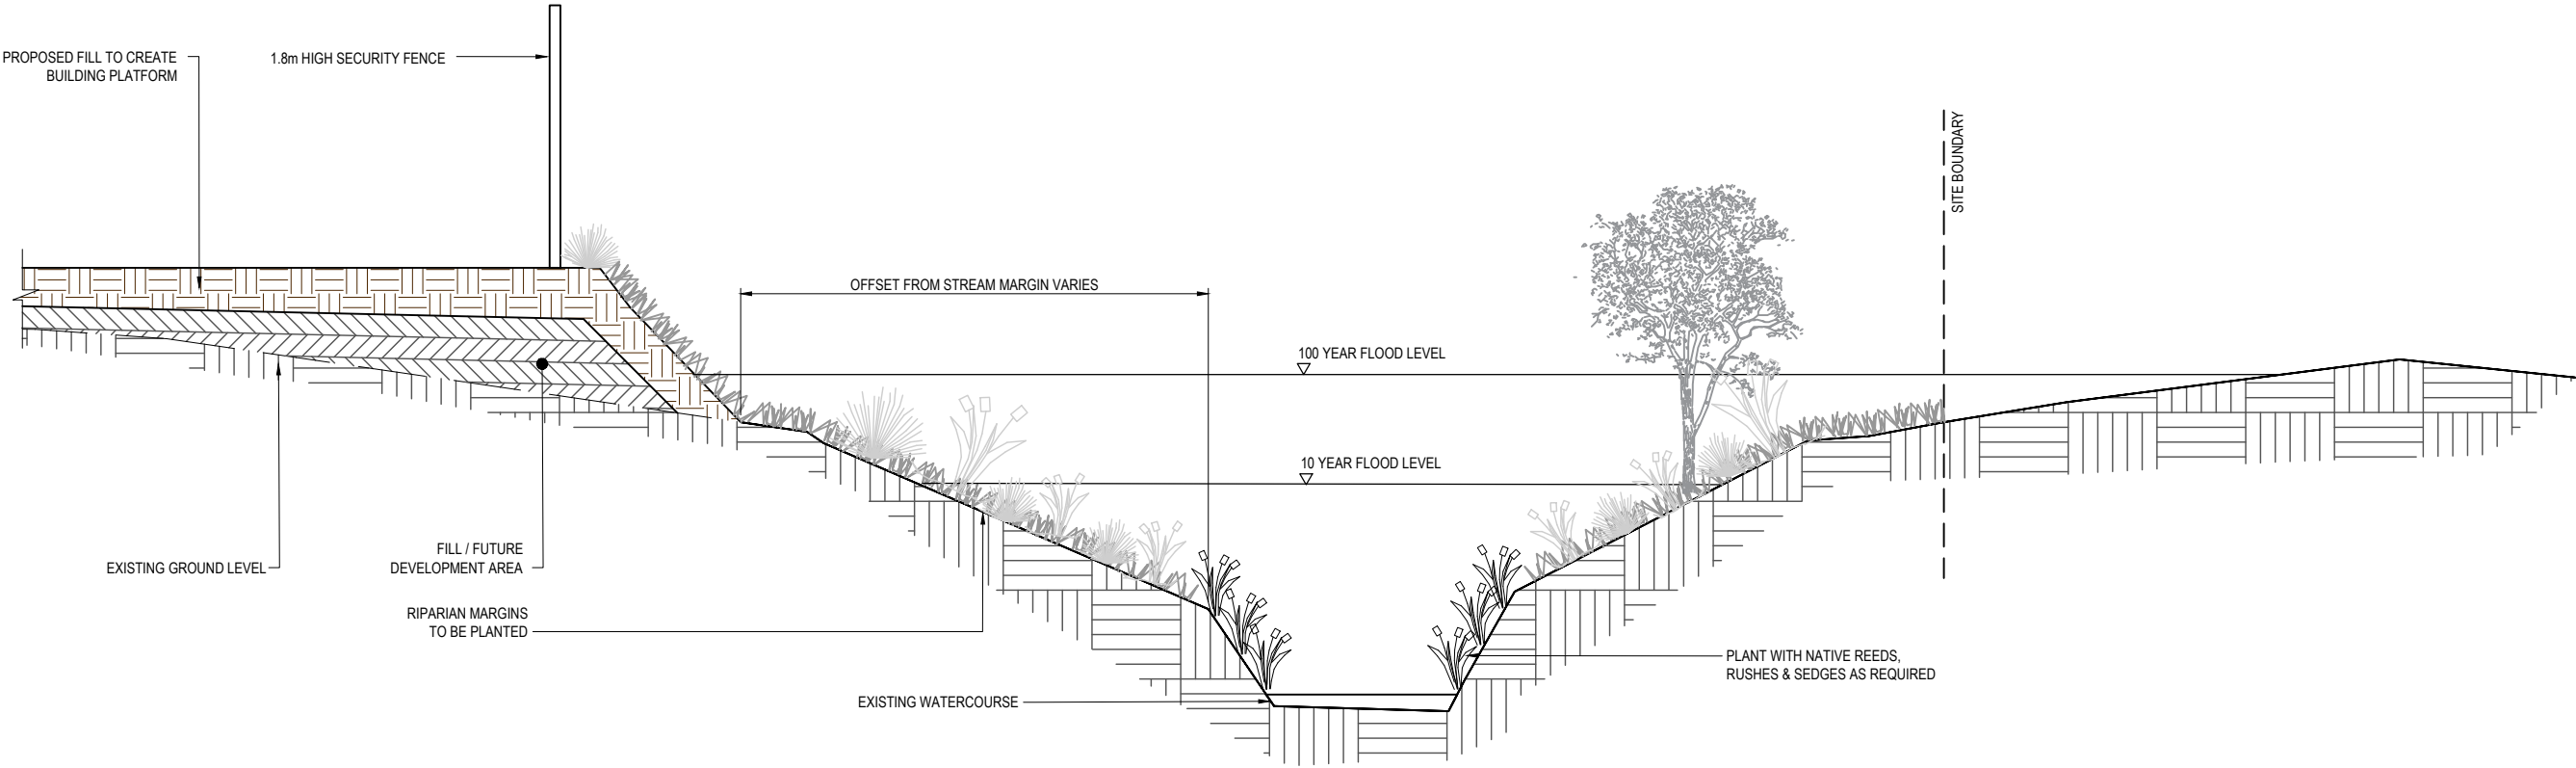 PROPOSED FILL TO CREATE
BUILDING PLATFORM
1.8m HIGH SECURITY FENCE
SITE BOUNDARY
OFFSET FROM STREAM MARGIN VARIES
100 YEAR FLOOD LEVEL
10 YEAR FLOOD LEVEL
EXISTING GROUND LEVEL
FILL / FUTURE
DEVELOPMENT AREA
RIPARIAN MARGINS
TO BE PLANTED
PLANT WITH NATIVE REEDS,
RUSHES & SEDGES AS REQUIRED
EXISTING WATERCOURSE